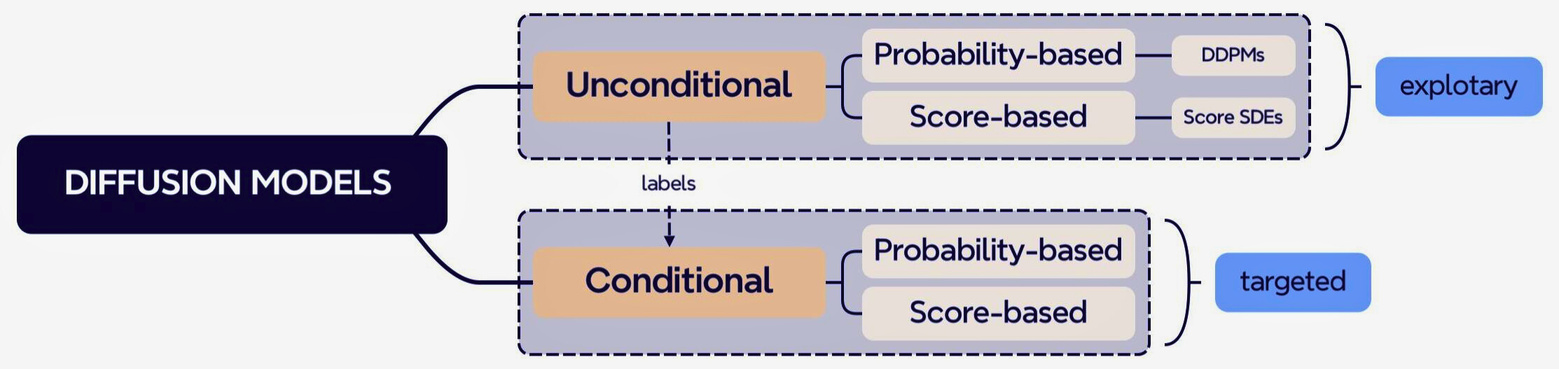 DIFFUSION MODELS
Unconditional
Probability-based
DDPMs
Score-based
Score SDEs
explotary
labels
Conditional
Probability-based
Score-based
targeted